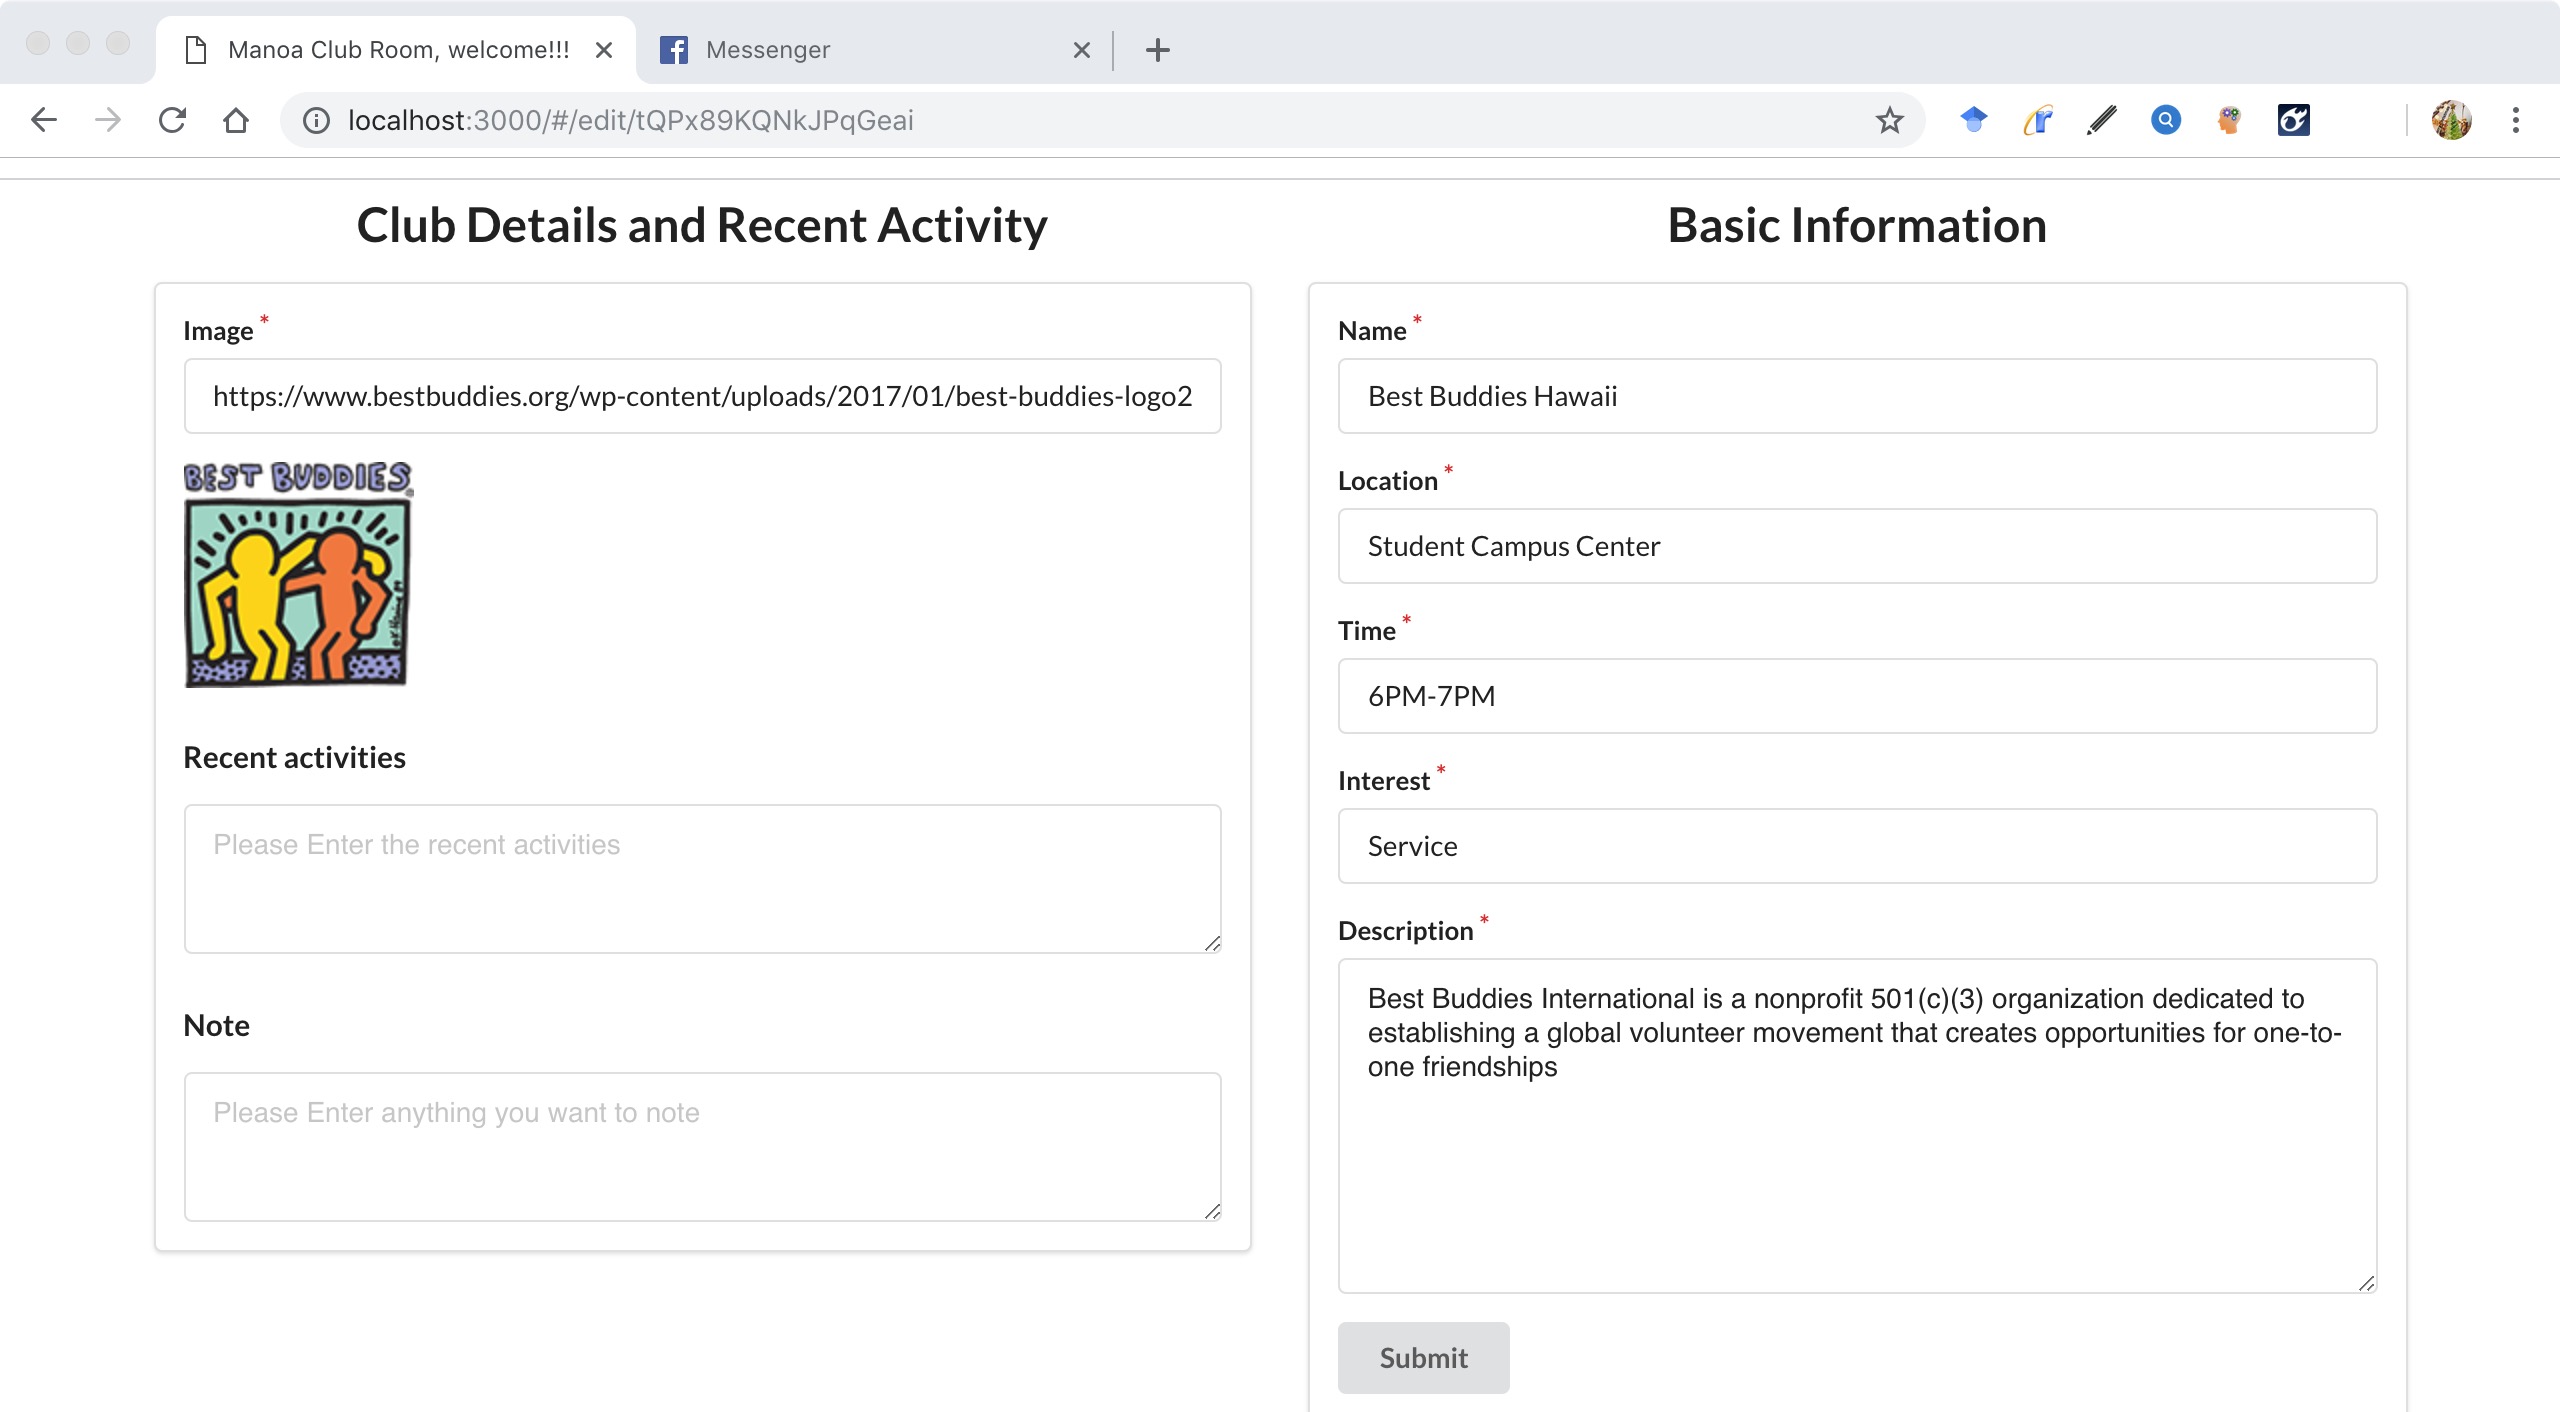 Manoa Club Room, welcome!!!
Messenger
localhost:3000/#/edit/tQPx89KQNkJPqGeai
Club Details and Recent Activity
Image *
https://www.bestbuddies.org/wp-content/uploads/2017/01/best-buddies-logo2
BEST BUDDIES
Recent activities
Please Enter the recent activities
Note
Please Enter anything you want to note
Basic Information
Name *
Best Buddies Hawaii
Location *
Student Campus Center
Time *
6PM-7PM
Interest *
Service
Description *
Best Buddies International is a nonprofit 501(c)(3) organization dedicated to
establishing a global volunteer movement that creates opportunities for one-to-
one friendships
Submit